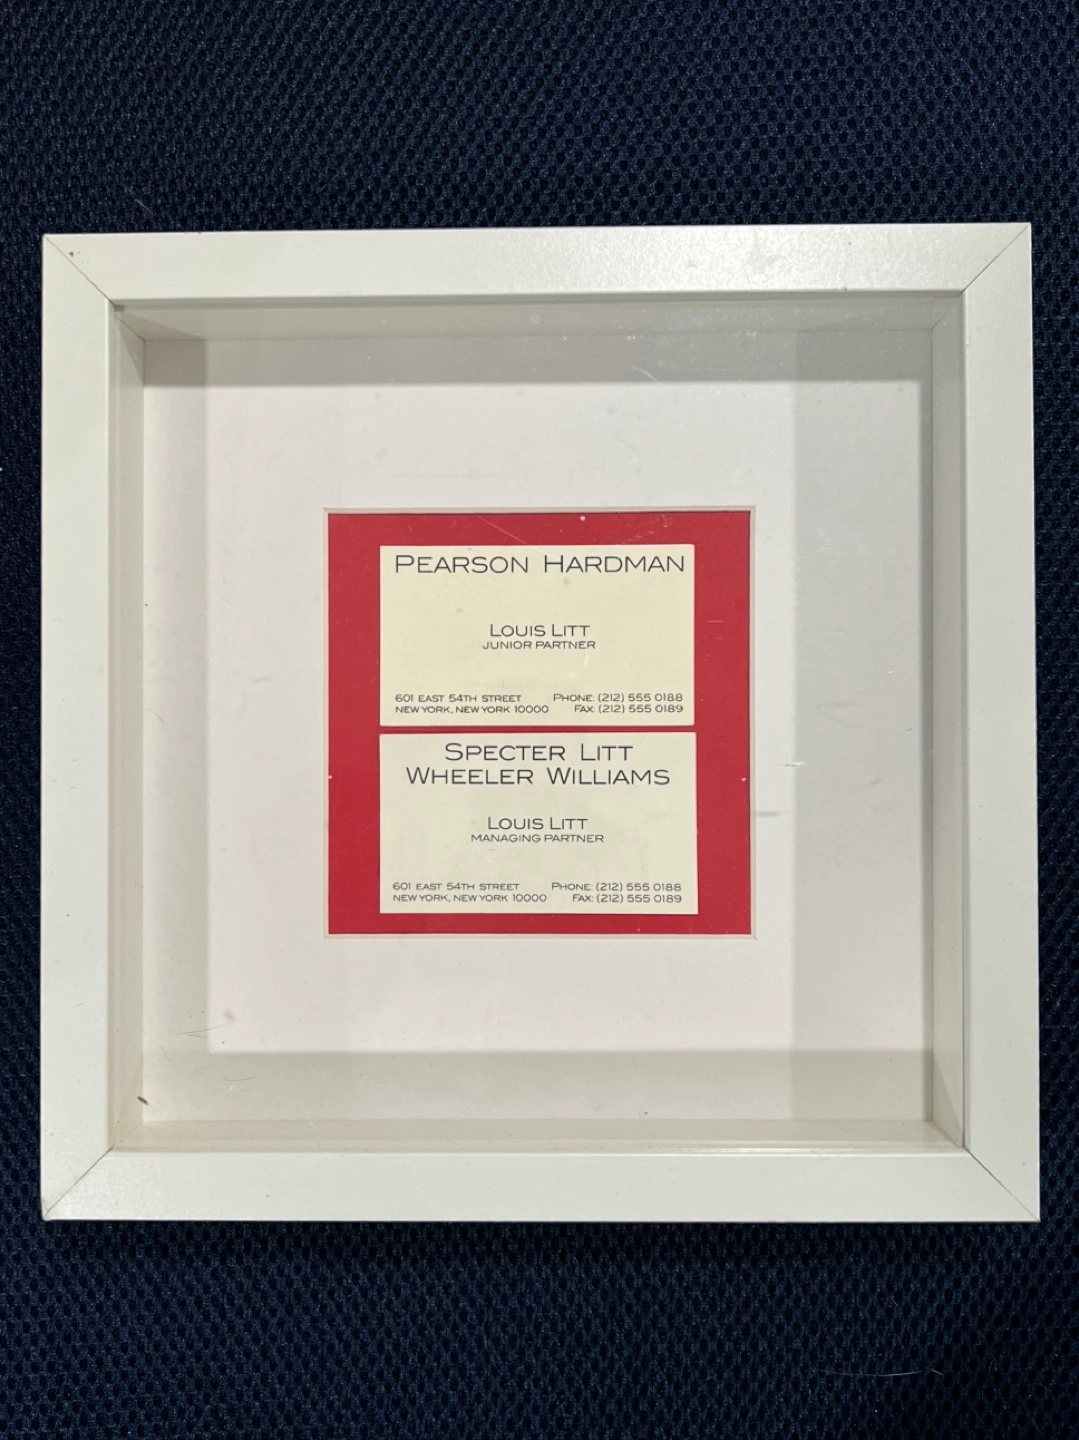 PEARSON HARDMAN
LOUIS LITT
JUNIOR PARTNER
601 EAST 54TH STREET PHONE: (212) 555 0188
NEW YORK, NEW YORK 10000 FAX: (212) 555 0189
SPECTER LITT
WHEELER WILLIAMS
LOUIS LITT
MANAGING PARTNER
601 EAST 54TH STREET PHONE: (212) 555 0188
NEW YORK, NEW YORK 10000 FAX: (212) 555 0189